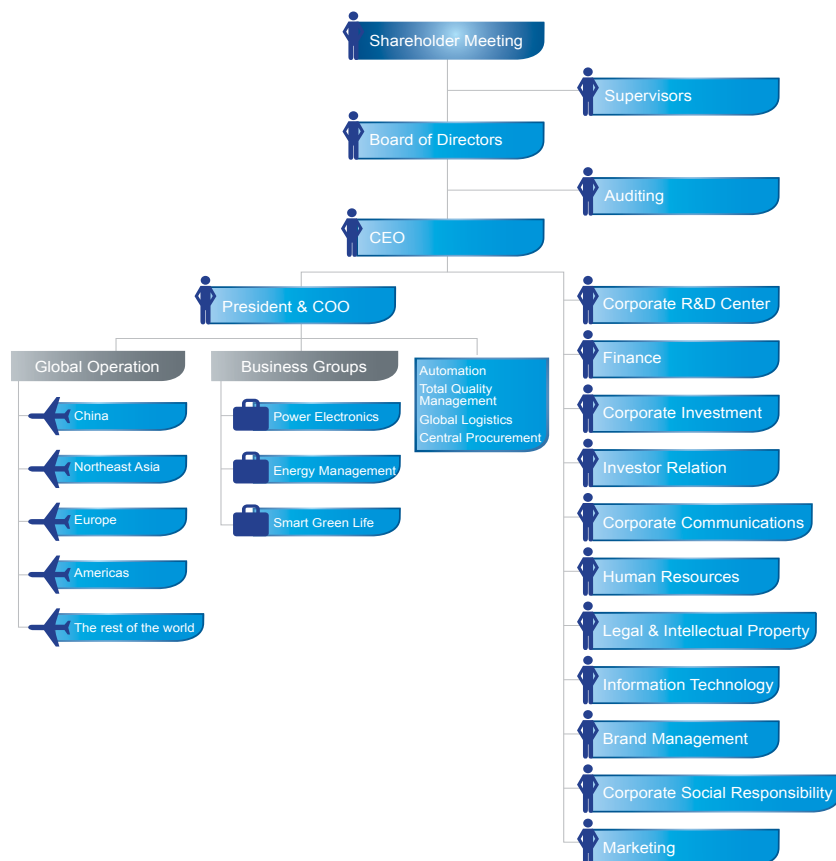 Shareholder Meeting
Supervisors
Board of Directors
Auditing
CEO
President & COO
Global Operation
China
Northeast Asia
Europe
Americas
The rest of the world
Business Groups
Power Electronics
Energy Management
Smart Green Life
Automation
Total Quality
Management
Global Logistics
Central Procurement
Corporate R&D Center
Finance
Corporate Investment
Investor Relation
Corporate Communications
Human Resources
Legal & Intellectual Property
Information Technology
Brand Management
Corporate Social Responsibility
Marketing